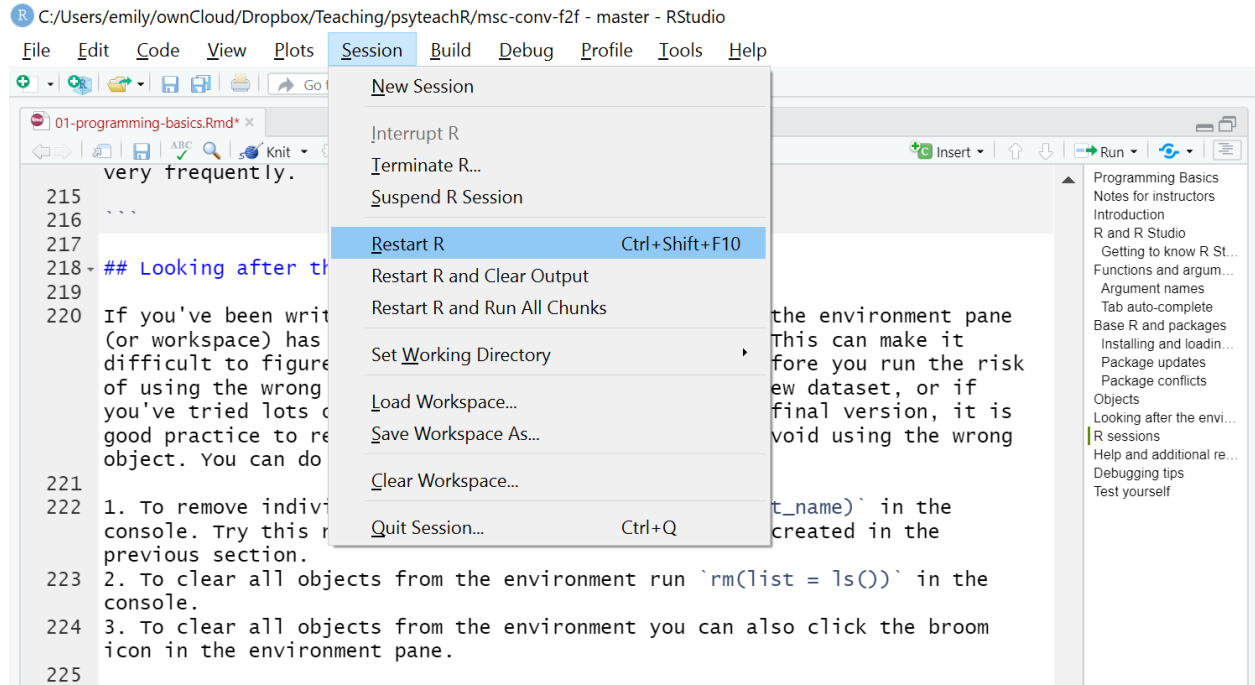 C:/Users/emily/ownCloud/Dropbox/Teaching/psyteachR/msc-conv-f2f - master - RStudio
File Edit Code View Plots Session Build Debug Profile Tools Help
Go
01-programming-basics.Rmd*
ABC Knit
Insert Run
New Session
Interrupt R
Terminate R...
Suspend R Session
Restart R Ctrl+Shift+F10
Restart R and Clear Output
Restart R and Run All Chunks
Set Working Directory
Load Workspace...
Save Workspace As...
Clear Workspace...
Quit Session... Ctrl+Q
very frequently.
215
216 ```
217
218 ## Looking after th
219
220 If you've been writ the environment pane
(or workspace) has This can make it
difficult to figure fore you run the risk
of using the wrong ew dataset, or if
you've tried lots final version, it is
good practice to re void using the wrong
object. You can do
221
222 1. To remove indivi t_name)` in the
console. Try this created in the
previous section.
223 2. To clear all objects from the environment run `rm(list = ls())` in the
console.
224 3. To clear all objects from the environment you can also click the broom
icon in the environment pane.
225
Programming Basics
Notes for instructors
Introduction
R and R Studio
Getting to know R St...
Functions and argum...
Argument names
Tab auto-complete
Base R and packages
Installing and loadin...
Package updates
Package conflicts
Objects
Looking after the envi...
R sessions
Help and additional re...
Debugging tips
Test yourself